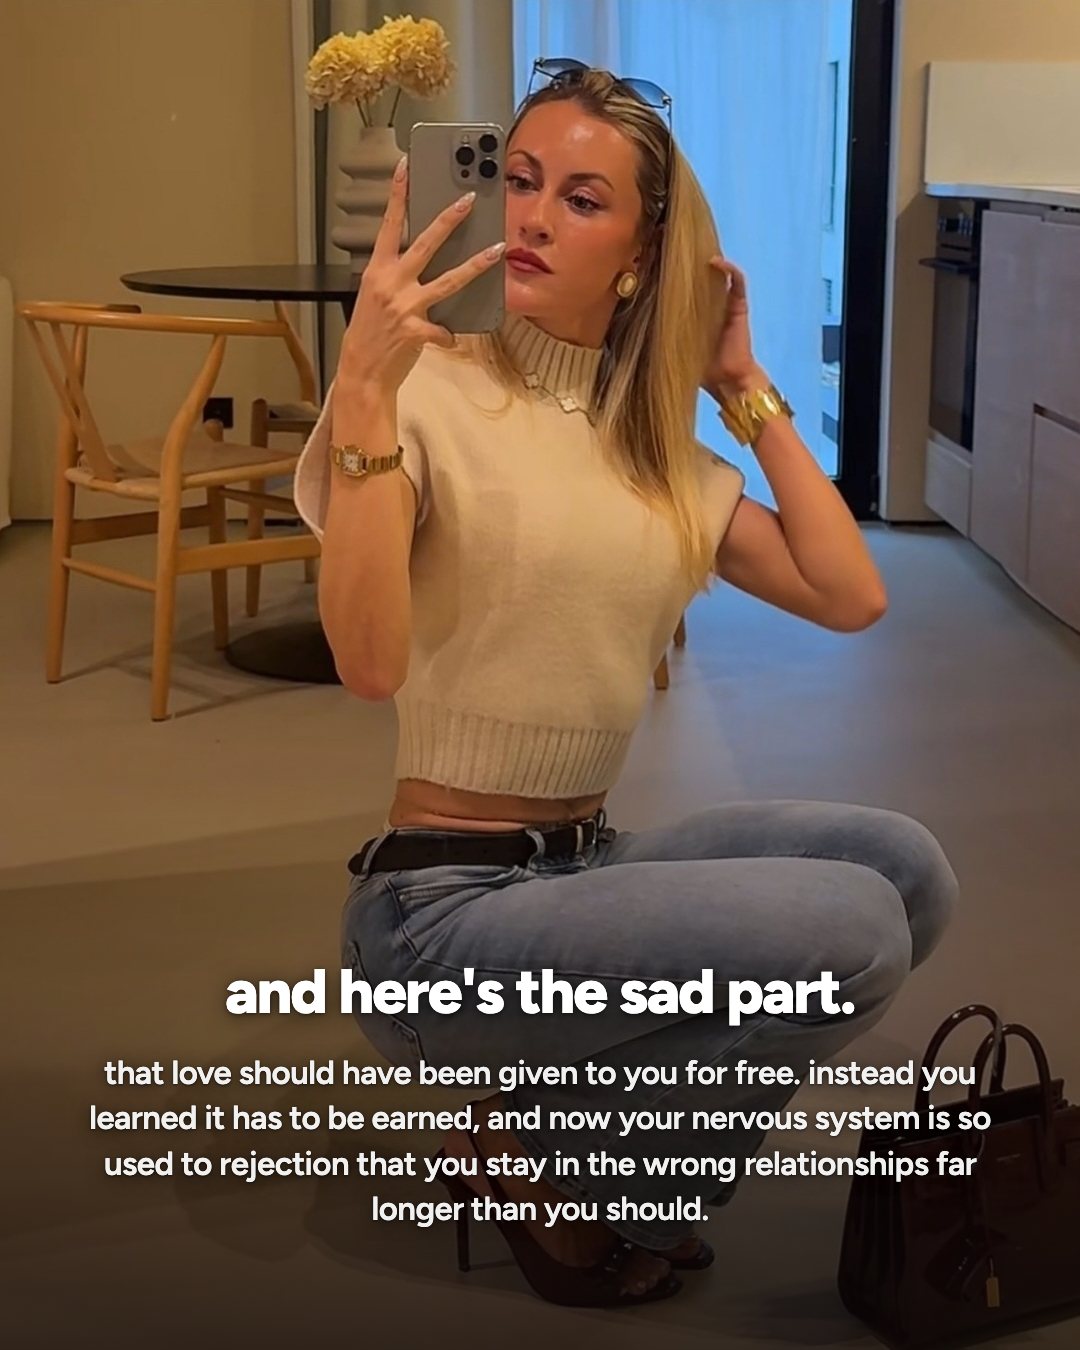 and here's the sad part.
that love should have been given to you for free. instead you
learned it has to be earned, and now your nervous system is so
used to rejection that you stay in the wrong relationships far
longer than you should.